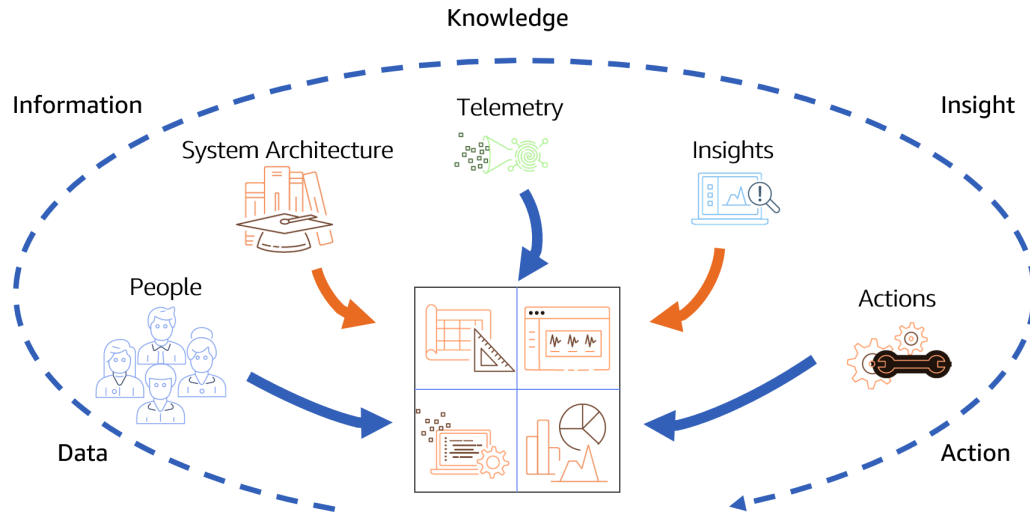 Knowledge
Information
Telemetry
Insight
System Architecture
Insights
People
Actions
Data
Action